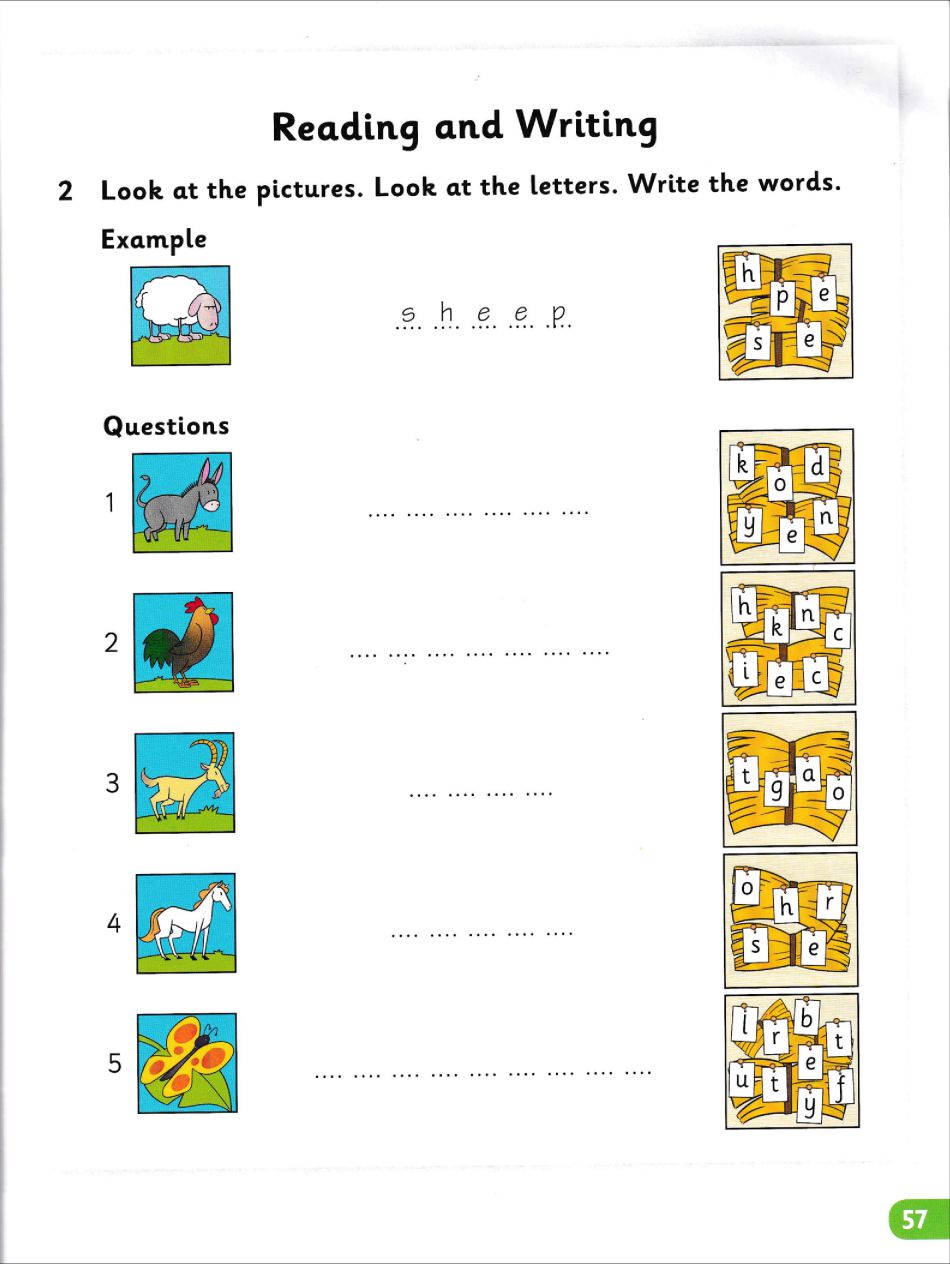 Reading and Writing
2 Look at the pictures. Look at the letters. Write the words.
Example
s h e e p
h p e
s e
Questions
1
k o d
y e n
2
h k n c
i e c
3
t g a o
4
o h r
s e
5
l r b t
e
u t y f
57